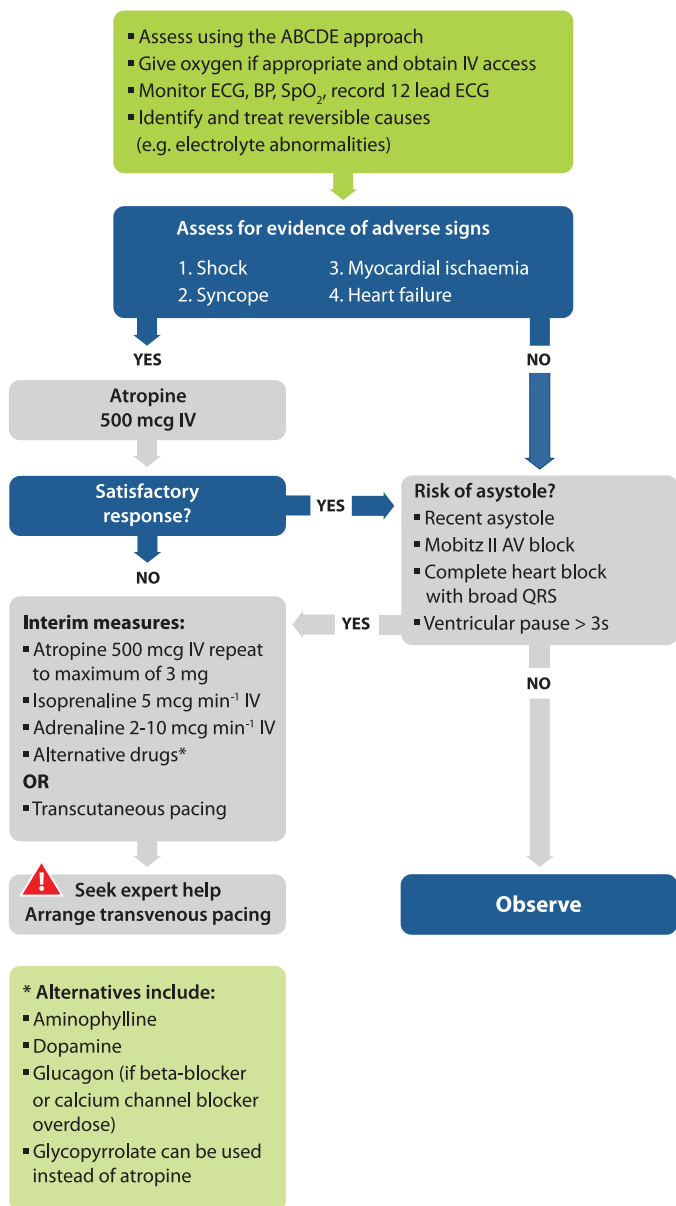 ▪ Assess using the ABCDE approach
▪ Give oxygen if appropriate and obtain IV access
▪ Monitor ECG, BP, SpO₂, record 12 lead ECG
▪ Identify and treat reversible causes
(e.g. electrolyte abnormalities)
Assess for evidence of adverse signs
1. Shock
2. Syncope
3. Myocardial ischaemia
4. Heart failure
YES
NO
Atropine
500 mcg IV
Satisfactory
response?
YES
NO
Risk of asystole?
▪ Recent asystole
▪ Mobitz II AV block
▪ Complete heart block
with broad QRS
▪ Ventricular pause > 3s
YES
NO
Interim measures:
▪ Atropine 500 mcg IV repeat
to maximum of 3 mg
▪ Isoprenaline 5 mcg min⁻¹ IV
▪ Adrenaline 2-10 mcg min⁻¹ IV
▪ Alternative drugs*
OR
▪ Transcutaneous pacing
! Seek expert help
Arrange transvenous pacing
Observe
* Alternatives include:
▪ Aminophylline
▪ Dopamine
▪ Glucagon (if beta-blocker
or calcium channel blocker
overdose)
▪ Glycopyrrolate can be used
instead of atropine